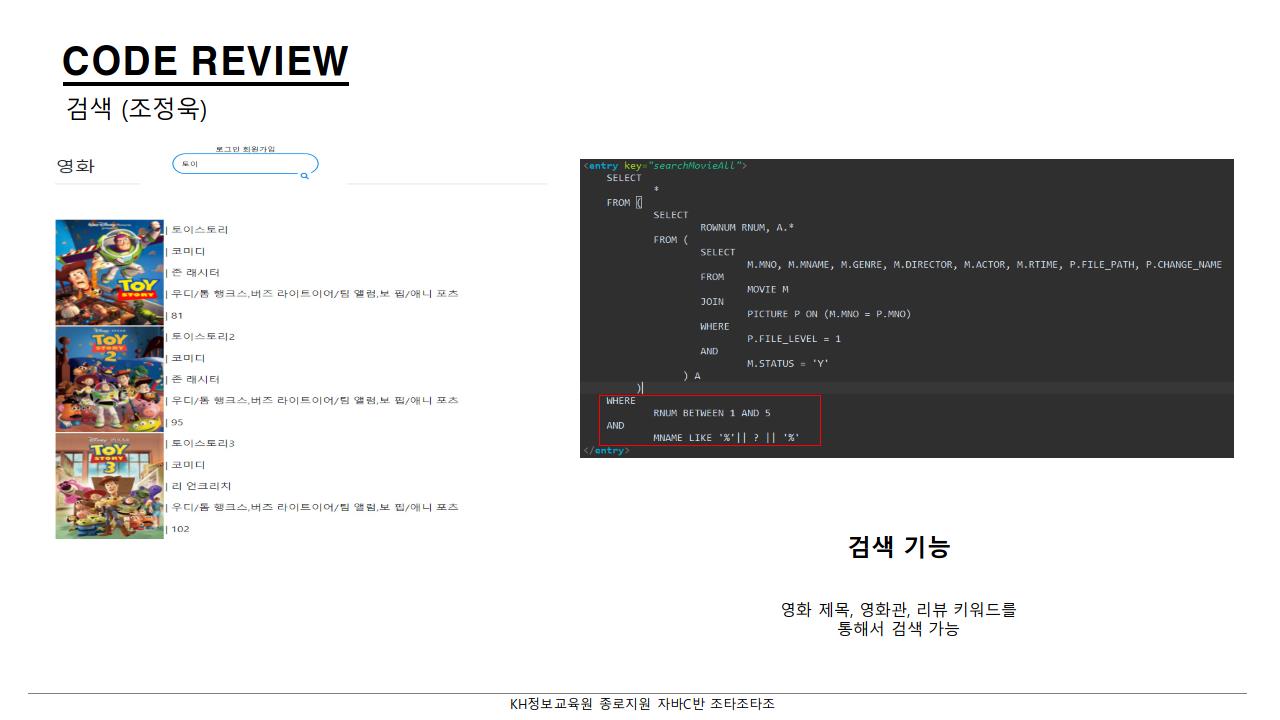 CODE REVIEW
검색 (조정욱)
로그인 회원가입
영화
토이
| 토이스토리
| 코미디
| 존 래시터
| 우디/톰 행크스,버즈 라이트이어/팀 앨런,보 핍/애니 포츠
| 81
| 토이스토리2
| 코미디
| 존 래시터
| 우디/톰 행크스,버즈 라이트이어/팀 앨런,보 핍/애니 포츠
| 95
| 토이스토리3
| 코미디
| 리 언크리치
| 우디/톰 행크스,버즈 라이트이어/팀 앨런,보 핍/애니 포츠
| 102
TOY STORY
TOY STORY 2
TOY STORY 3
<entry key="searchMovieAll">
SELECT
*
FROM (
SELECT
ROWNUM RNUM, A.*
FROM (
SELECT
M.MNO, M.MNAME, M.GENRE, M.DIRECTOR, M.ACTOR, M.RTIME, P.FILE_PATH, P.CHANGE_NAME
FROM
MOVIE M
JOIN
PICTURE P ON (M.MNO = P.MNO)
WHERE
P.FILE_LEVEL = 1
AND
M.STATUS = 'Y'
) A
)
WHERE
RNUM BETWEEN 1 AND 5
AND
MNAME LIKE '%'|| ? || '%'
</entry>
검색 기능
영화 제목, 영화관, 리뷰 키워드를
통해서 검색 가능
KH정보교육원 종로지원 자바C반 조타조타조